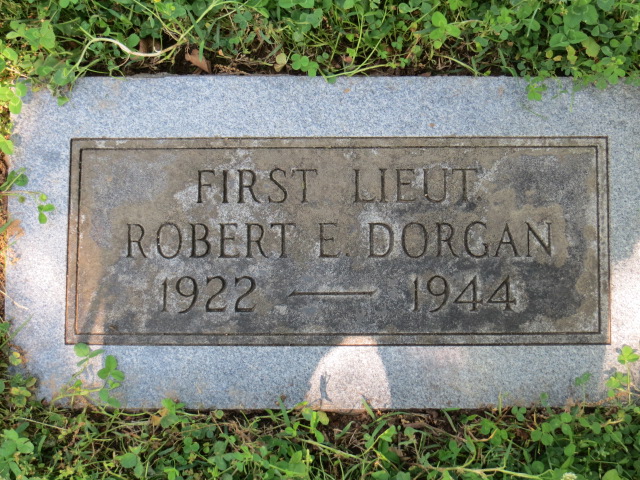 FIRST LIEUT.
ROBERT E. DORGAN
1922 — 1944